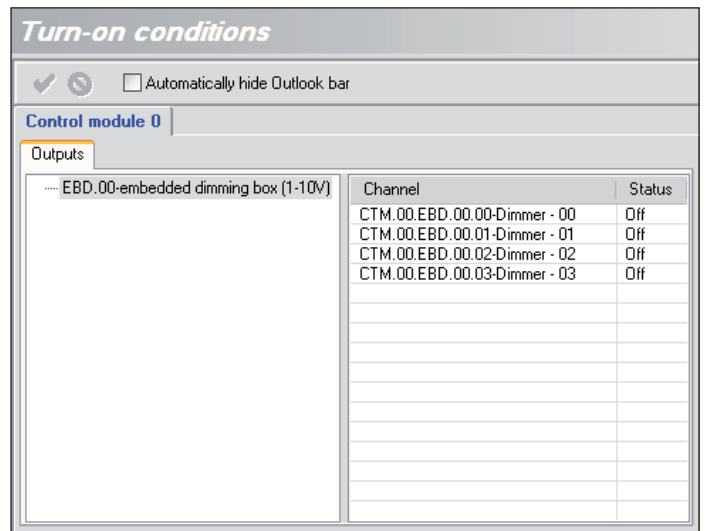 Turn-on conditions
Automatically hide Outlook bar
Control module 0
Outputs
EBD.00-embedded dimming box (1-10V)
Channel Status
CTM.00.EBD.00.00-Dimmer - 00 Off
CTM.00.EBD.00.01-Dimmer - 01 Off
CTM.00.EBD.00.02-Dimmer - 02 Off
CTM.00.EBD.00.03-Dimmer - 03 Off